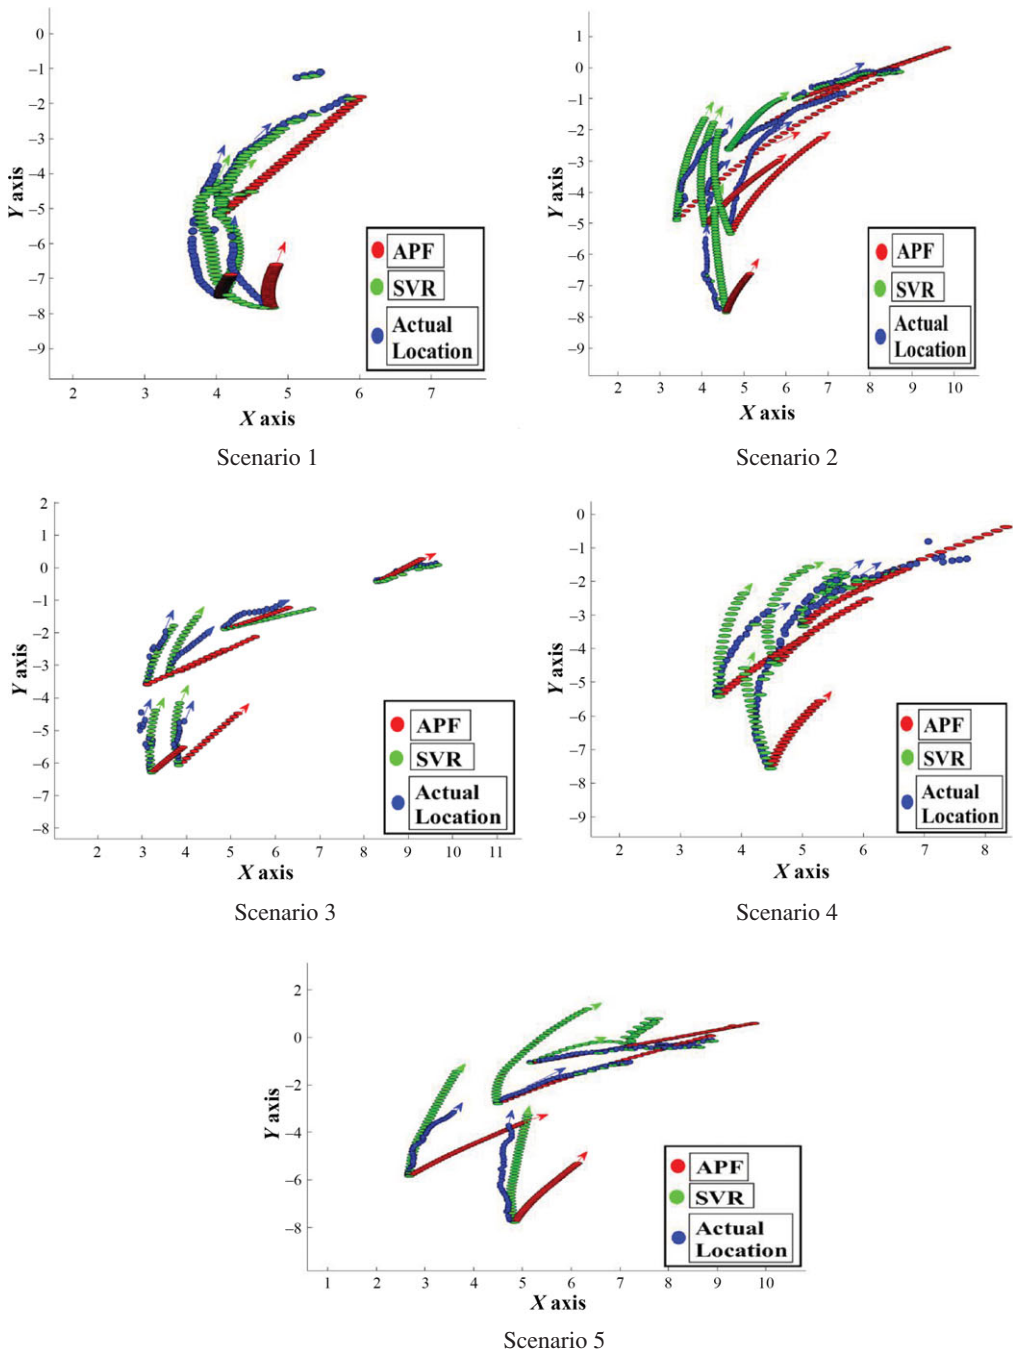 0
−1
−2
−3
−4
−5
−6
−7
−8
−9
Y axis
2 3 4 5 6 7
X axis
APF
SVR
Actual
Location
Scenario 1
1
0
−1
−2
−3
−4
−5
−6
−7
−8
−9
Y axis
2 3 4 5 6 7 8 9 10
X axis
APF
SVR
Actual
Location
Scenario 2
2
1
0
−1
−2
−3
−4
−5
−6
−7
−8
Y axis
2 3 4 5 6 7 8 9 10 11
X axis
APF
SVR
Actual
Location
Scenario 3
0
−1
−2
−3
−4
−5
−6
−7
−8
−9
Y axis
2 3 4 5 6 7 8
X axis
APF
SVR
Actual
Location
Scenario 4
2
0
−2
−4
−6
−8
Y axis
1 2 3 4 5 6 7 8 9 10
X axis
APF
SVR
Actual
Location
Scenario 5